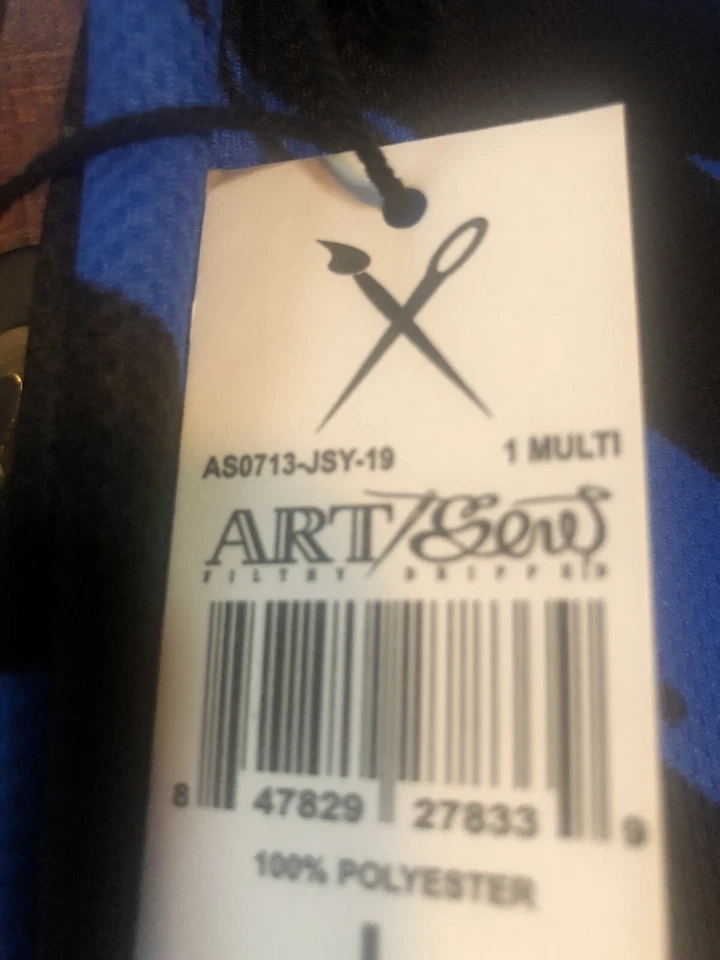 AS0713-JSY-19 1 MULTI
ART/Sew
FILTHY DRIPPED
8 47829 27833 9
100% POLYESTER